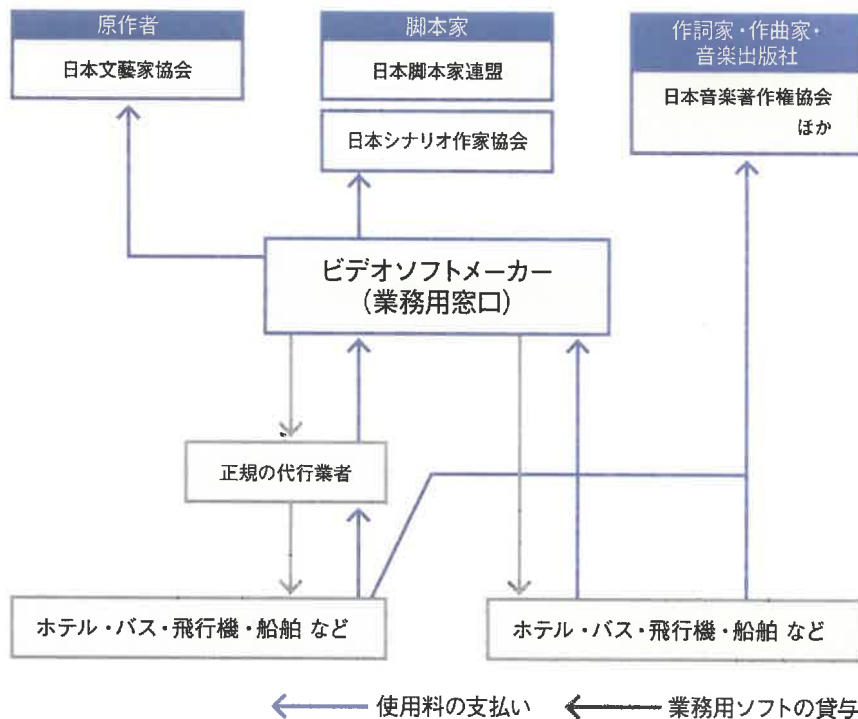 原作者
日本文藝家協会
脚本家
日本脚本家連盟
日本シナリオ作家協会
作詞家・作曲家・
音楽出版社
日本音楽著作権協会
ほか
ビデオソフトメーカー
(業務用窓口)
正規の代行業者
ホテル・バス・飛行機・船舶 など
ホテル・バス・飛行機・船舶 など
使用料の支払い
業務用ソフトの貸与